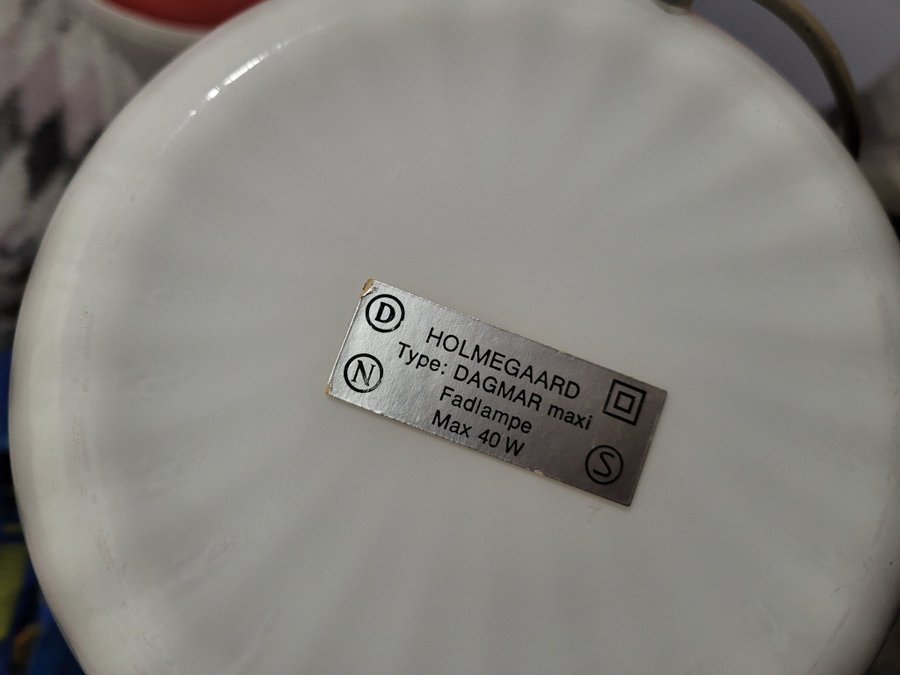 D
HOLMEGAARD
N
Type: DAGMAR maxi
Fadlampe
Max 40 W
S